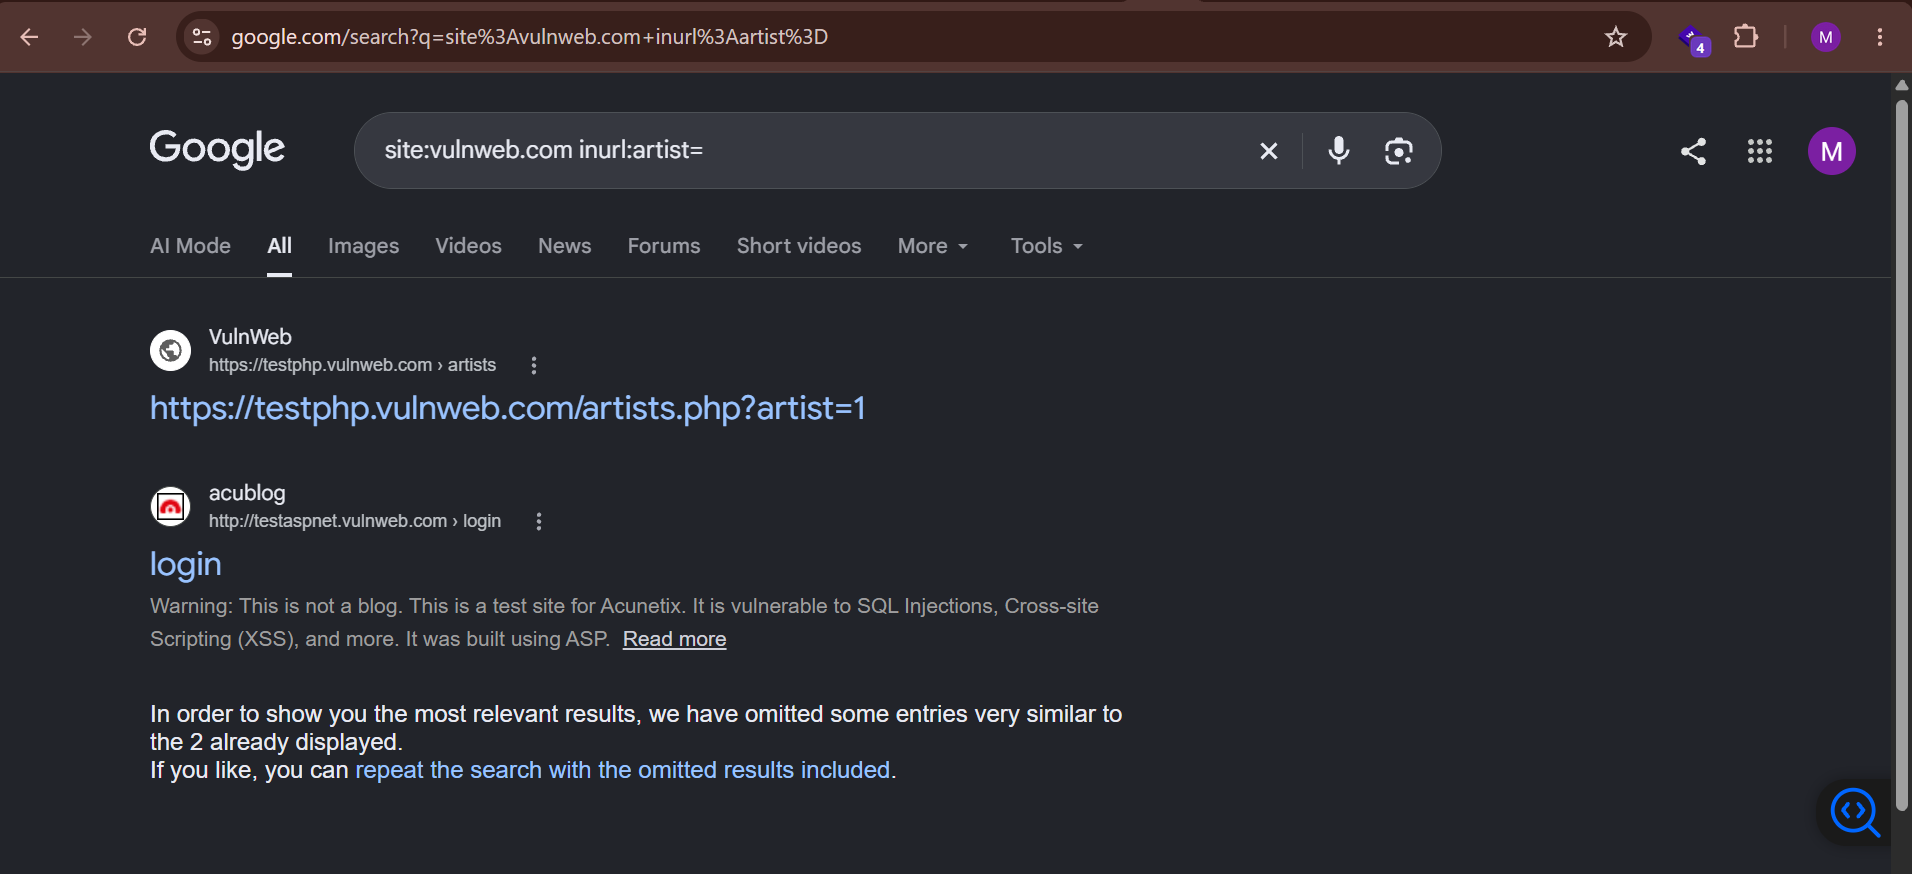 google.com/search?q=site%3Avulnweb.com+inurl%3Aartist%3D
4
M
Google
site:vulnweb.com inurl:artist=
M
AI Mode All Images Videos News Forums Short videos More Tools
VulnWeb
https://testphp.vulnweb.com › artists
https://testphp.vulnweb.com/artists.php?artist=1
acublog
http://testaspnet.vulnweb.com › login
login
Warning: This is not a blog. This is a test site for Acunetix. It is vulnerable to SQL Injections, Cross-site
Scripting (XSS), and more. It was built using ASP. Read more
In order to show you the most relevant results, we have omitted some entries very similar to
the 2 already displayed.
If you like, you can repeat the search with the omitted results included.